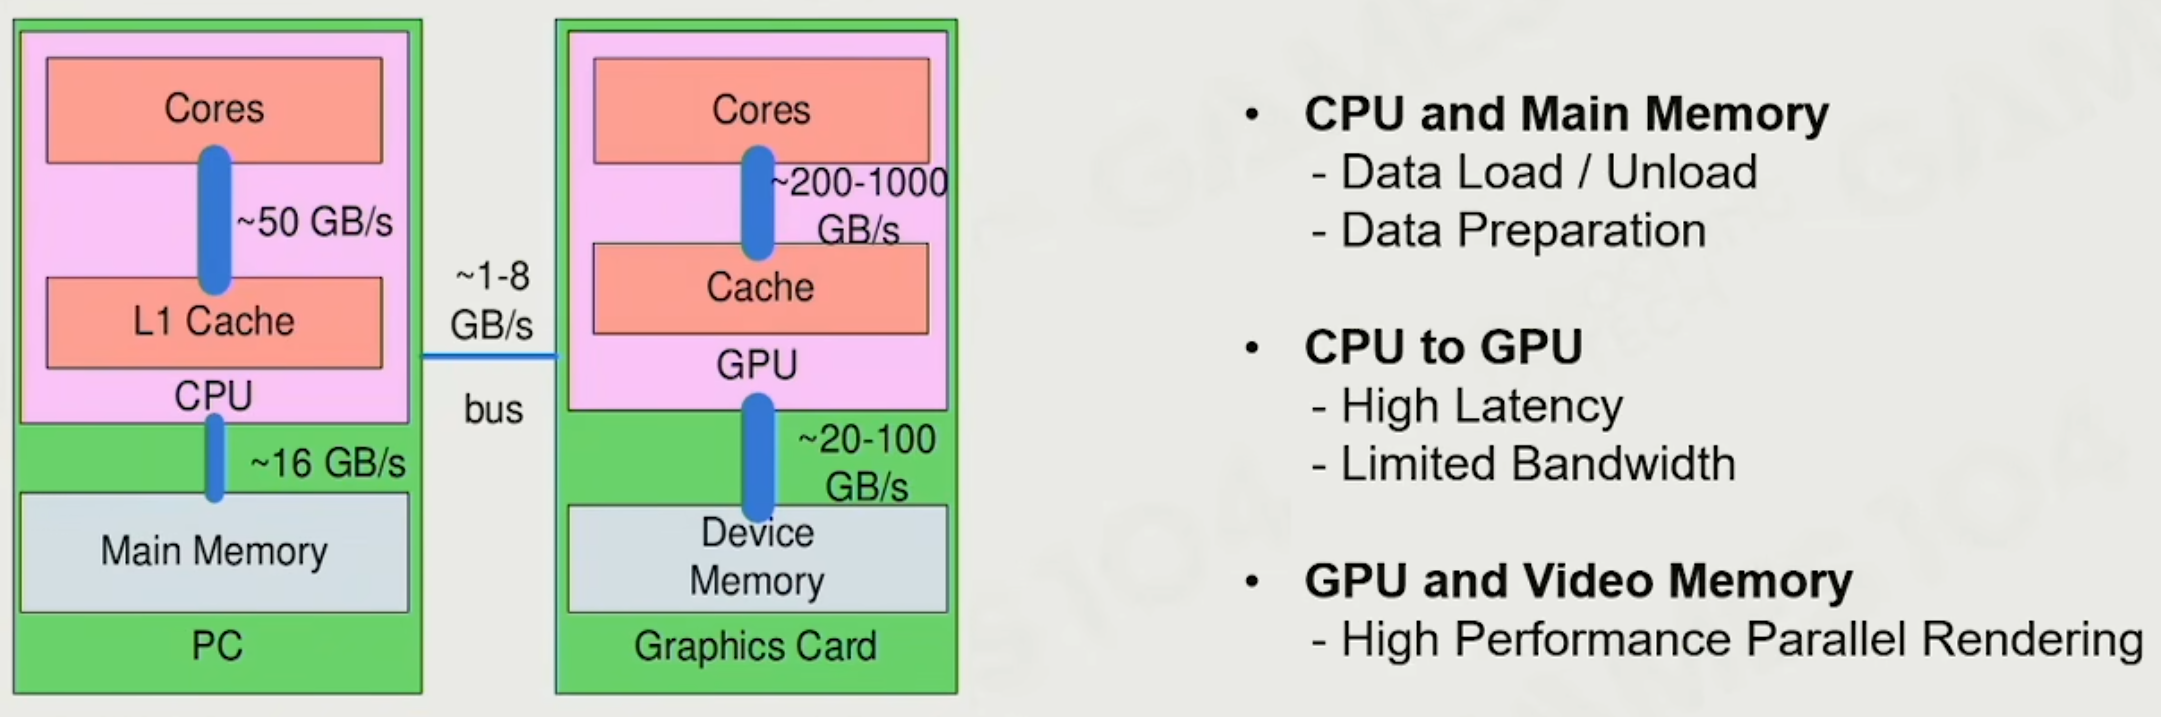 Cores
~50 GB/s
L1 Cache
CPU
~16 GB/s
Main Memory
PC
~1-8
GB/s
bus
Cores
~200-1000
GB/s
Cache
GPU
~20-100
GB/s
Device
Memory
Graphics Card
• CPU and Main Memory
- Data Load / Unload
- Data Preparation
• CPU to GPU
- High Latency
- Limited Bandwidth
• GPU and Video Memory
- High Performance Parallel Rendering